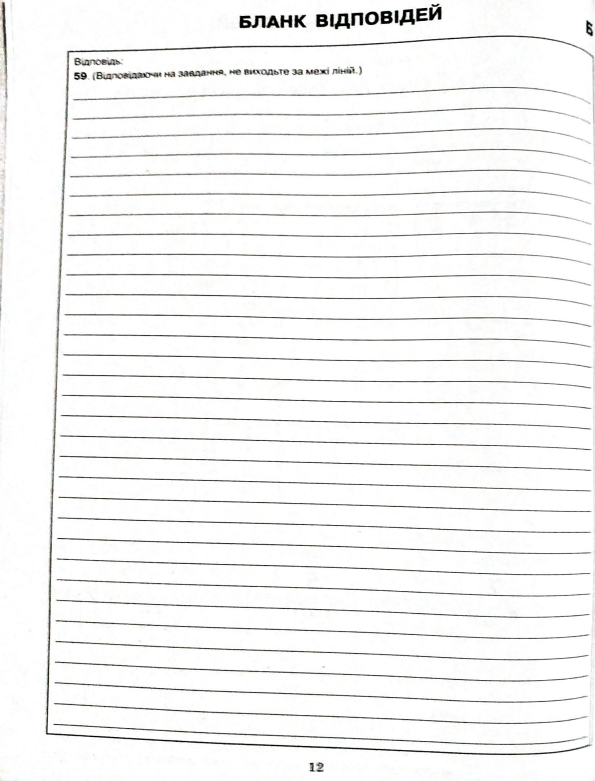 БЛАНК ВІДПОВІДЕЙ
Б
Відповідь:
59. (Відповідаючи на завдання, не виходьте за межі ліній.)
12